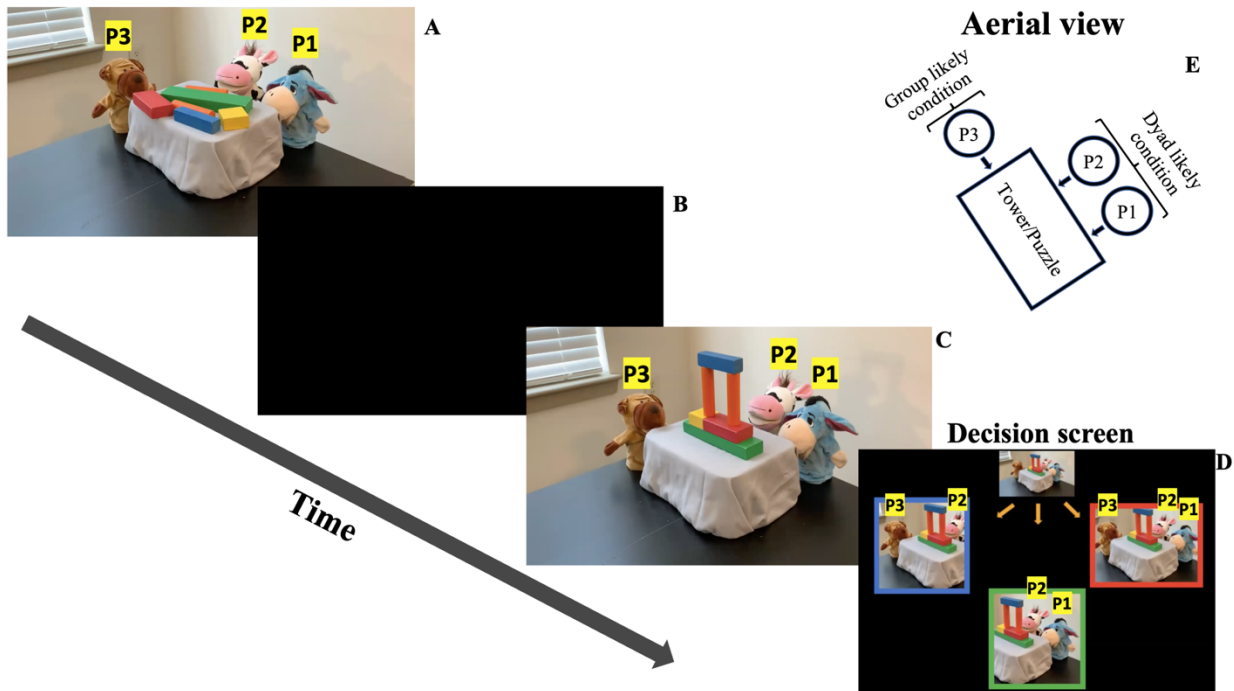 P3
P2
P1
A
B
Time
P3
P2
P1
C
Decision screen
D
P3
P2
P3
P2
P1
P2
P1
Aerial view
E
Group likely
condition
P3
Dyad likely
condition
P2
P1
Tower/Puzzle